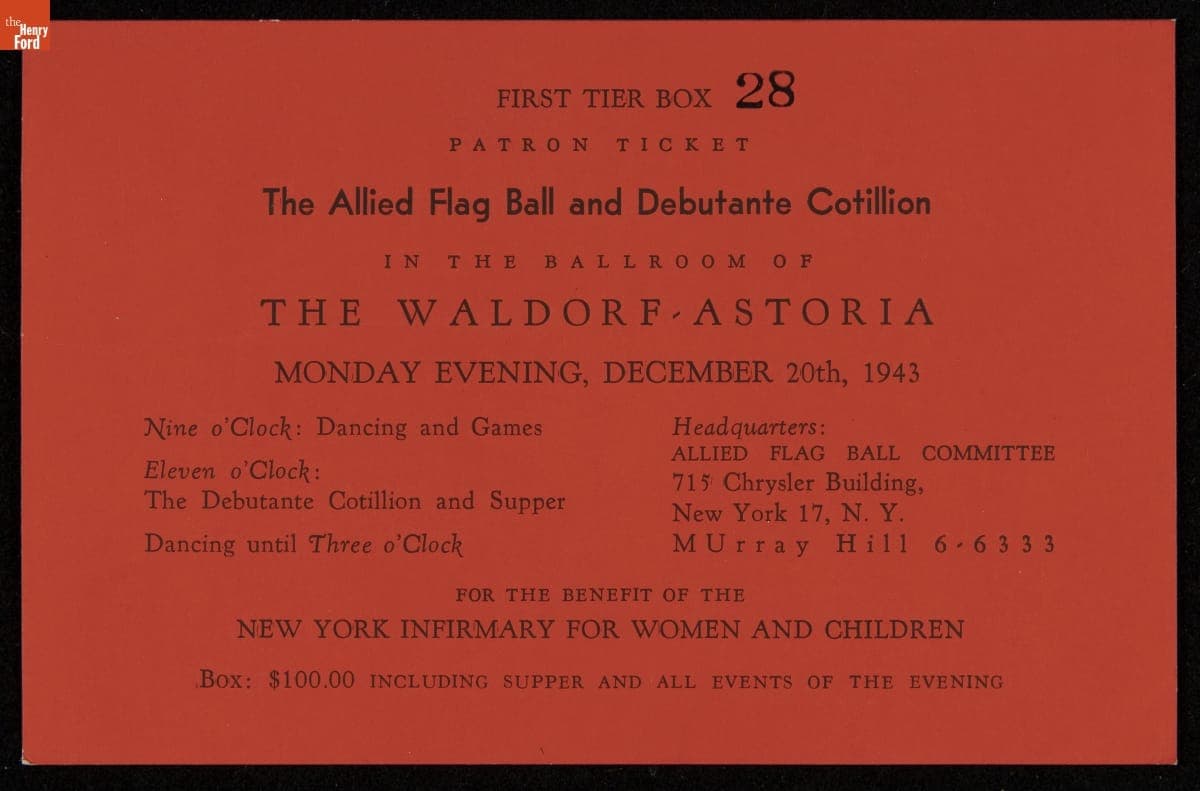 the
Henry
Ford
FIRST TIER BOX 28
PATRON TICKET
The Allied Flag Ball and Debutante Cotillion
IN THE BALLROOM OF
THE WALDORF-ASTORIA
MONDAY EVENING, DECEMBER 20th, 1943
Nine o'Clock: Dancing and Games
Eleven o'Clock:
The Debutante Cotillion and Supper
Dancing until Three o'Clock
Headquarters:
ALLIED FLAG BALL COMMITTEE
715 Chrysler Building,
New York 17, N. Y.
MUrray Hill 6-6333
FOR THE BENEFIT OF THE
NEW YORK INFIRMARY FOR WOMEN AND CHILDREN
Box: $100.00 INCLUDING SUPPER AND ALL EVENTS OF THE EVENING